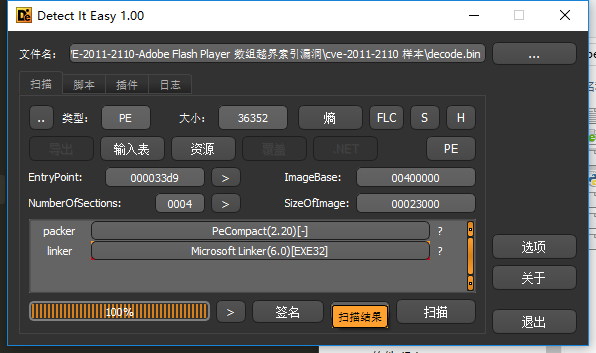 Detect It Easy 1.00
文件名: 'E-2011-2110-Adobe Flash Player 数组越界索引漏洞\cve-2011-2110 样本\decode.bin ...
扫描 脚本 插件 日志
.. 类型: PE 大小: 36352 熵 FLC S H
导出 输入表 资源 覆盖 .NET PE
EntryPoint: 000033d9 > ImageBase: 00400000
NumberOfSections: 0004 > SizeOfImage: 00023000
packer PeCompact(2.20)[-] ?
linker Microsoft Linker(6.0)[EXE32] ?
选项
关于
100% > 签名 扫描结果 扫描
退出